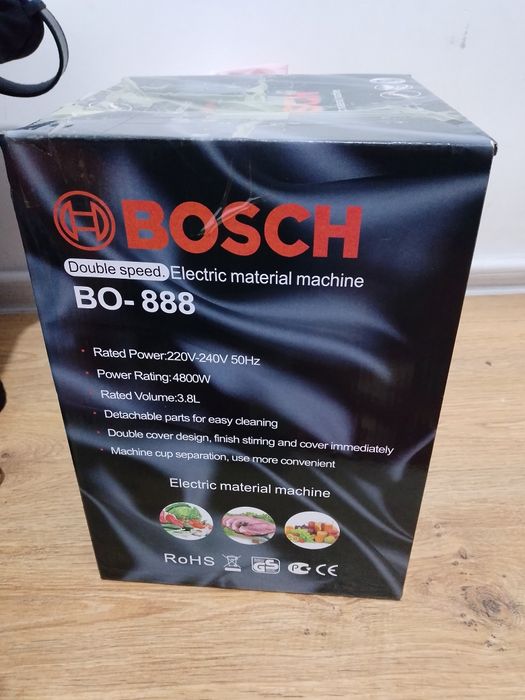 BOSCH
Double speed. Electric material machine
BO-888
Rated Power:220V-240V 50Hz
Power Rating:4800W
Rated Volume:3.8L
Detachable parts for easy cleaning
Double cover design, finish stirring and cover immediately
Machine cup separation, use more convenient
Electric material machine
RoHS GS PC CE